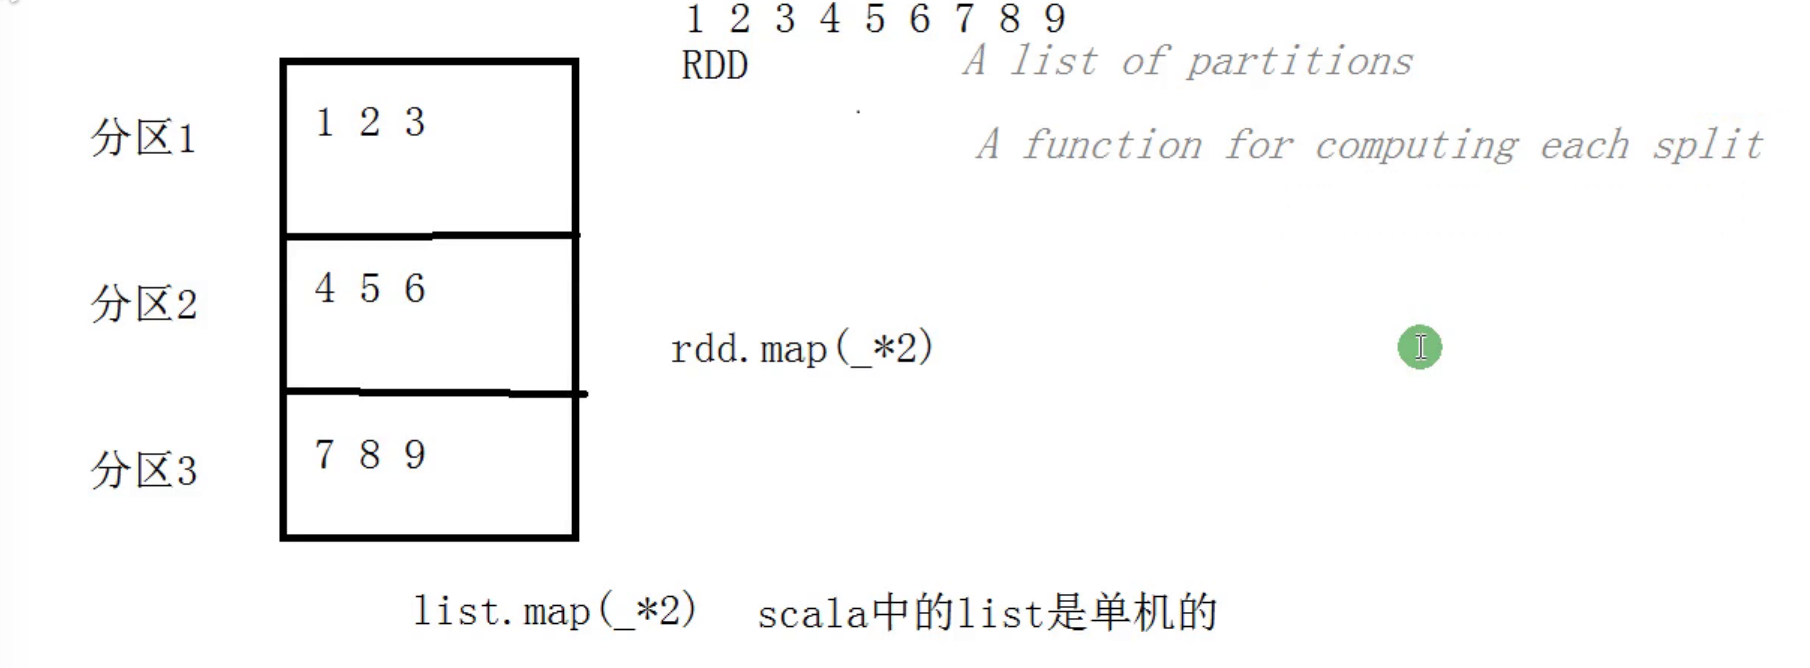 1 2 3 4 5 6 7 8 9
RDD
A list of partitions
分区1
1 2 3
A function for computing each split
分区2
4 5 6
rdd.map(_*2)
分区3
7 8 9
list.map(_*2) scala中的list是单机的